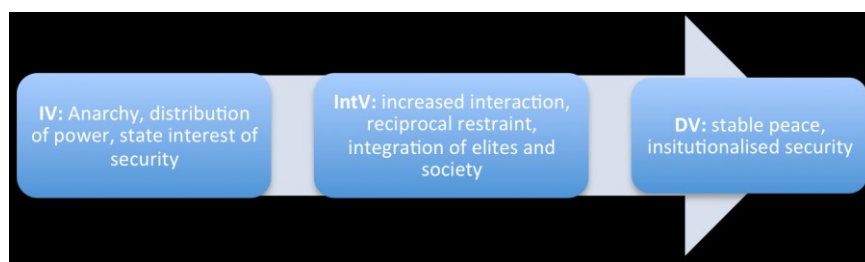 IV: Anarchy, distribution
of power, state interest of
security
IntV: increased interaction,
reciprocal restraint,
integration of elites and
society
DV: stable peace,
insitutionalised security